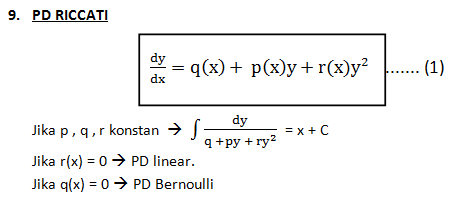 9. PD RICCATI
dy/dx = q(x) + p(x)y + r(x)y² ....... (1)
Jika p , q , r konstan → ∫ dy/(q +py + ry²) = x + C
Jika r(x) = 0 → PD linear.
Jika q(x) = 0 → PD Bernoulli